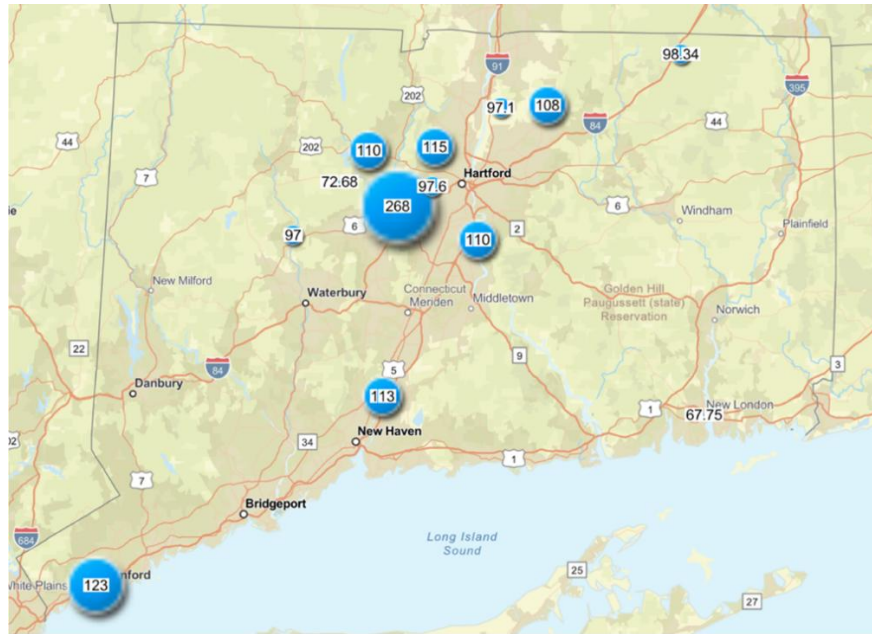 98.34
91
395
202
97.1
108
84
44
44
115
110
202
7
Hartford
72.68
97.6
268
6
6
Windham
2
97
6
110
Plainfield
New Milford
Connecticut
Meriden
Middletown
Golden Hill
Paugussett (state)
Reservation
Waterbury
Norwich
22
9
84
5
3
Danbury
113
1
New London
67.75
New Haven
34
1
7
Bridgeport
684
Long Island
Sound
25
White Plains
123
27